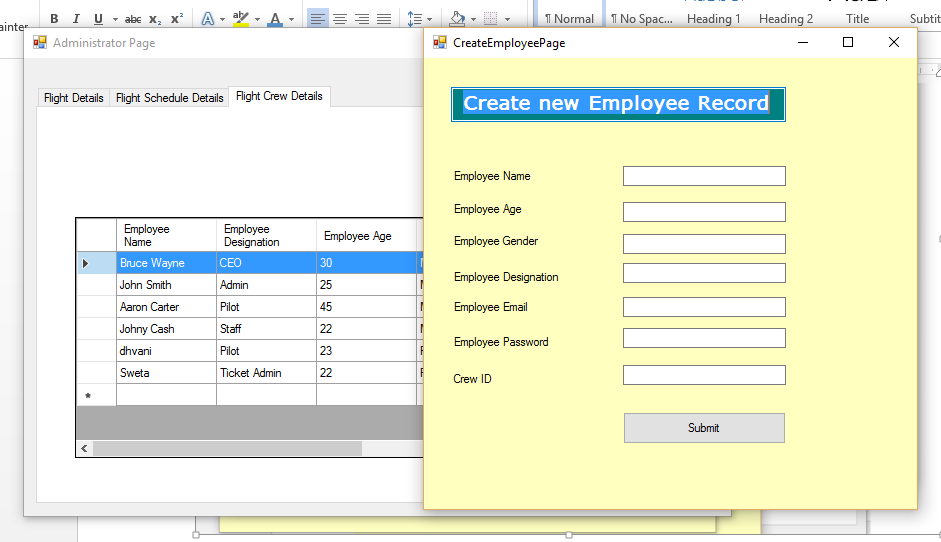 ainter
B I U abc x₂ x² A ab A
¶ Normal ¶ No Spac... Heading 1 Heading 2 Title Subtit
Administrator Page
Flight Details Flight Schedule Details Flight Crew Details
Employee Name Employee Designation Employee Age
Bruce Wayne CEO 30
John Smith Admin 25
Aaron Carter Pilot 45
Johny Cash Staff 22
dhvani Pilot 23
Sweta Ticket Admin 22
CreateEmployeePage
Create new Employee Record
Employee Name
Employee Age
Employee Gender
Employee Designation
Employee Email
Employee Password
Crew ID
Submit